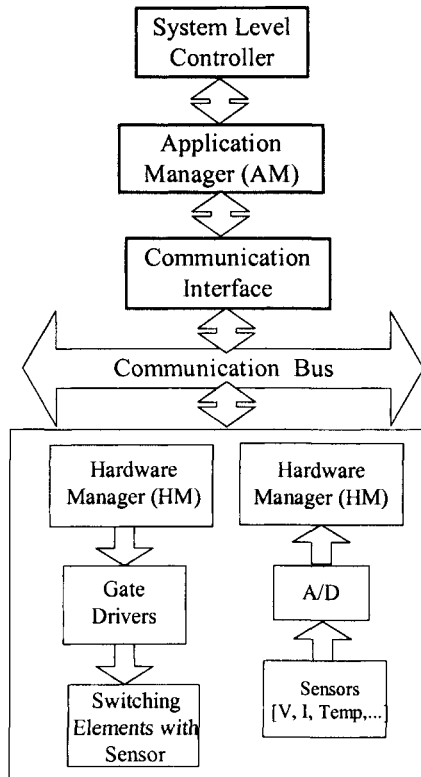 System Level
Controller
Application
Manager (AM)
Communication
Interface
Communication Bus
Hardware
Manager (HM)
Gate
Drivers
Switching
Elements with
Sensor
Hardware
Manager (HM)
A/D
Sensors
[V, I, Temp,...]